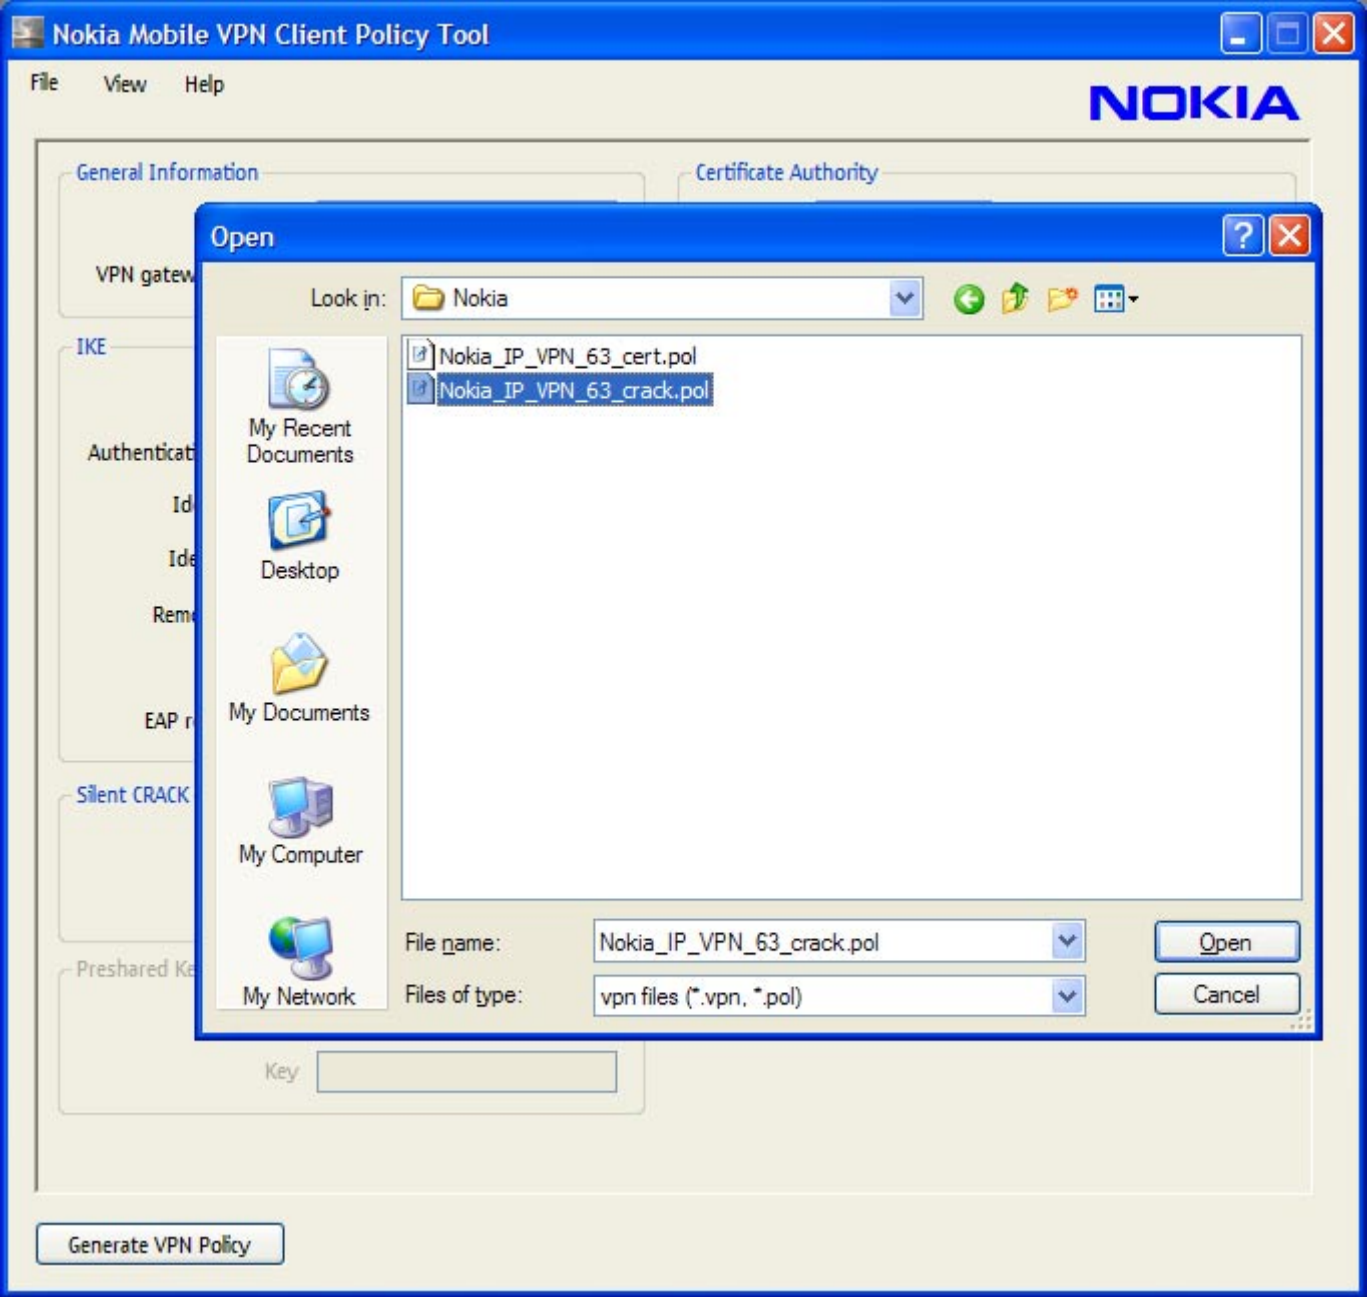 Nokia Mobile VPN Client Policy Tool
File View Help
NOKIA
General Information
Certificate Authority
Open
VPN gatew
Look in: Nokia
Nokia_IP_VPN_63_cert.pol
Nokia_IP_VPN_63_crack.pol
IKE
My Recent
Documents
Authenticati
Ide
Desktop
Ide
Remo
My Documents
EAP r
Silent CRACK
My Computer
File name: Nokia_IP_VPN_63_crack.pol Open
Preshared Ke
My Network
Files of type: vpn files (*.vpn, *.pol) Cancel
Key
Generate VPN Policy